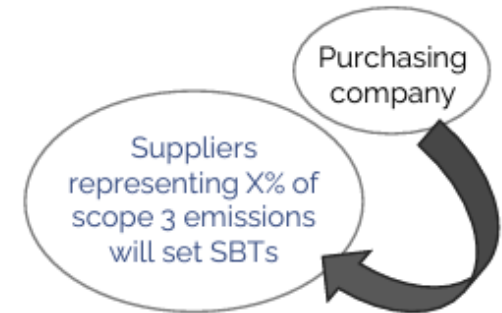 Purchasing
company
Suppliers
representing X% of
scope 3 emissions
will set SBTs